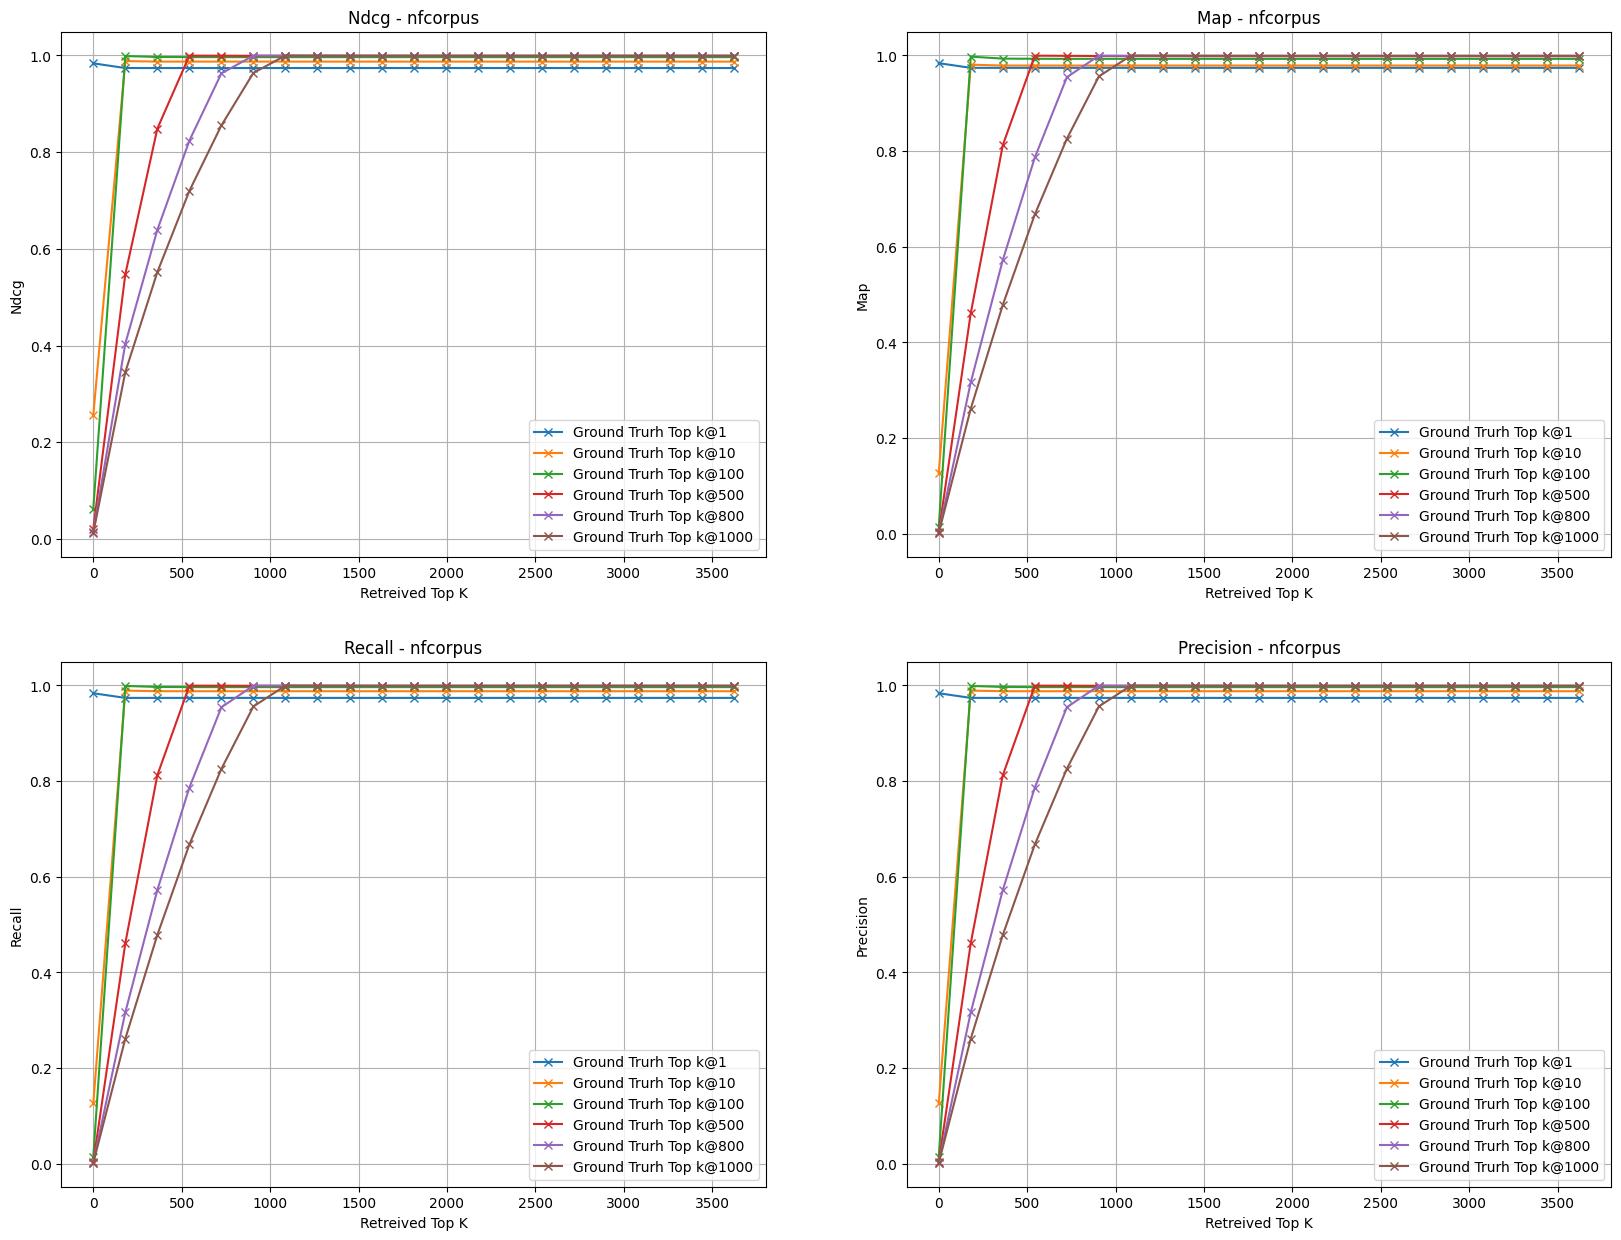 Ndcg - nfcorpus
1.0
0.8
0.6
0.4
0.2
0.0
Ndcg
0 500 1000 1500 2000 2500 3000 3500
Retreived Top K
Ground Trurh Top k@1
Ground Trurh Top k@10
Ground Trurh Top k@100
Ground Trurh Top k@500
Ground Trurh Top k@800
Ground Trurh Top k@1000
Map - nfcorpus
1.0
0.8
0.6
0.4
0.2
0.0
Map
0 500 1000 1500 2000 2500 3000 3500
Retreived Top K
Ground Trurh Top k@1
Ground Trurh Top k@10
Ground Trurh Top k@100
Ground Trurh Top k@500
Ground Trurh Top k@800
Ground Trurh Top k@1000
Recall - nfcorpus
1.0
0.8
0.6
0.4
0.2
0.0
Recall
0 500 1000 1500 2000 2500 3000 3500
Retreived Top K
Ground Trurh Top k@1
Ground Trurh Top k@10
Ground Trurh Top k@100
Ground Trurh Top k@500
Ground Trurh Top k@800
Ground Trurh Top k@1000
Precision - nfcorpus
1.0
0.8
0.6
0.4
0.2
0.0
Precision
0 500 1000 1500 2000 2500 3000 3500
Retreived Top K
Ground Trurh Top k@1
Ground Trurh Top k@10
Ground Trurh Top k@100
Ground Trurh Top k@500
Ground Trurh Top k@800
Ground Trurh Top k@1000